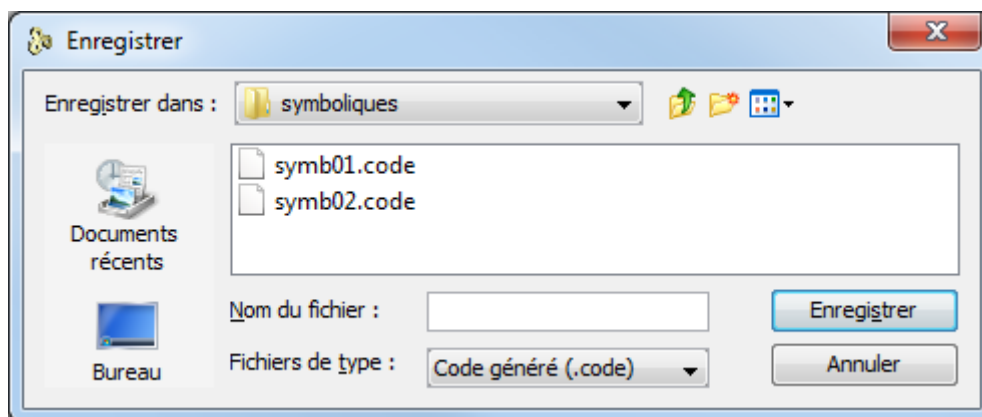 Enregistrer
Enregistrer dans :
symboliques
symb01.code
symb02.code
Documents
récents
Bureau
Nom du fichier :
Enregistrer
Fichiers de type :
Code généré (.code)
Annuler